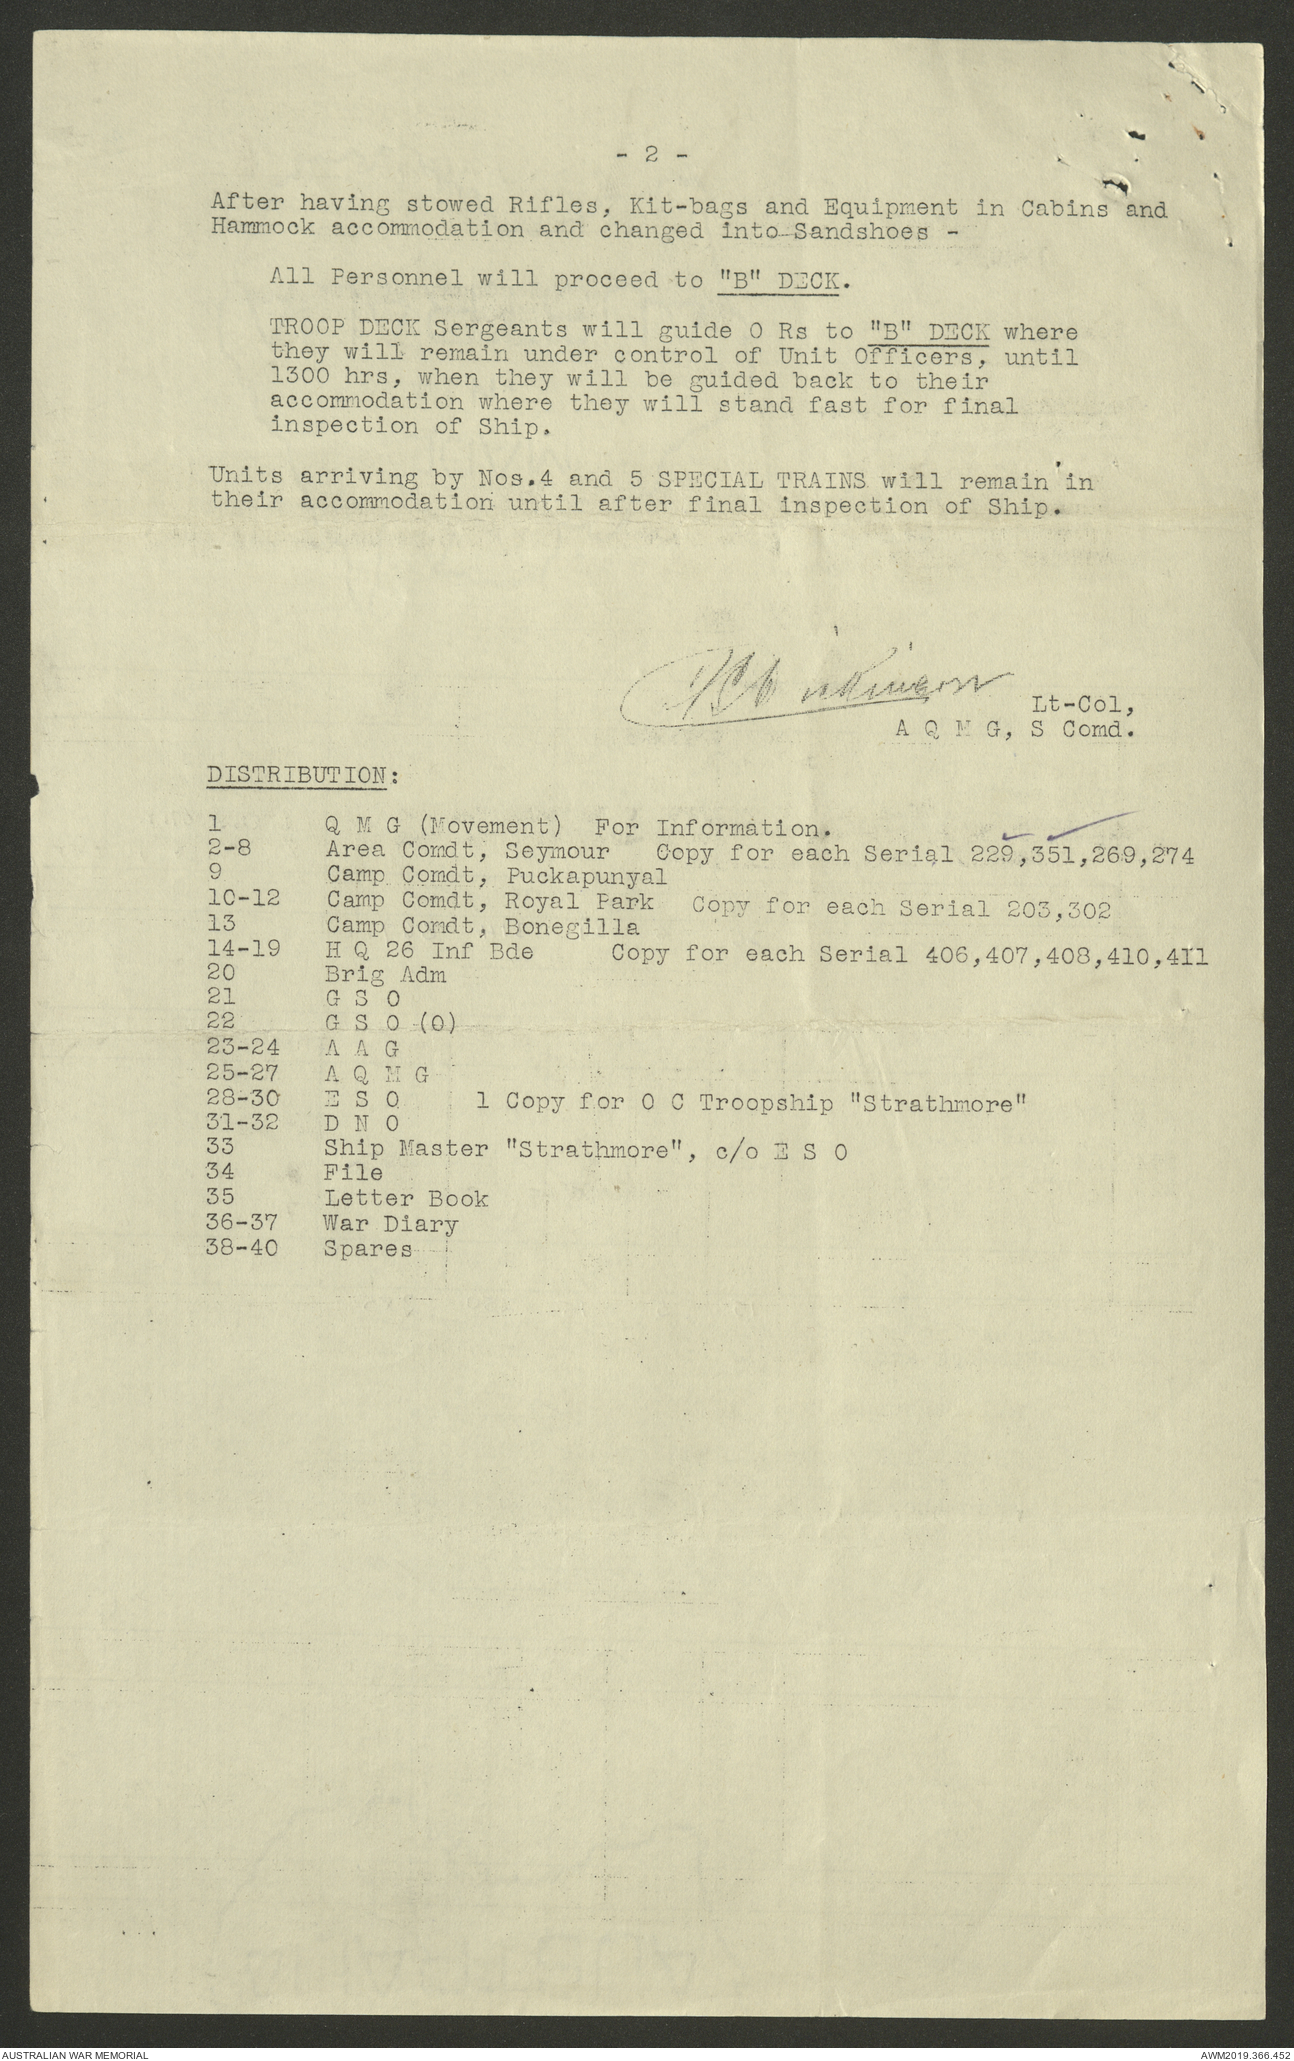 - 2 -
After having stowed Rifles, Kit-bags and Equipment in Cabins and
Hammock accommodation and changed into Sandshoes -
All Personnel will proceed to "B" DECK.
TROOP DECK Sergeants will guide O Rs to "B" DECK where
they will remain under control of Unit Officers, until
1300 hrs, when they will be guided back to their
accommodation where they will stand fast for final
inspection of Ship.
Units arriving by Nos.4 and 5 SPECIAL TRAINS will remain in
their accommodation until after final inspection of Ship.
Lt-Col,
A Q M G, S Comd.
DISTRIBUTION:
1 Q M G (Movement) For Information.
2-8 Area Comdt, Seymour Copy for each Serial 229,351,269,274
9 Camp Comdt, Puckapunyal
10-12 Camp Comdt, Royal Park Copy for each Serial 203,302
13 Camp Comdt, Bonegilla
14-19 H Q 26 Inf Bde Copy for each Serial 406,407,408,410,411
20 Brig Adm
21 G S O
22 G S O (O)
23-24 A A G
25-27 A Q M G
28-30 E S O 1 Copy for O C Troopship "Strathmore"
31-32 D N O
33 Ship Master "Strathmore", c/o E S O
34 File
35 Letter Book
36-37 War Diary
38-40 Spares
AUSTRALIAN WAR MEMORIAL
AWM2019.366.452